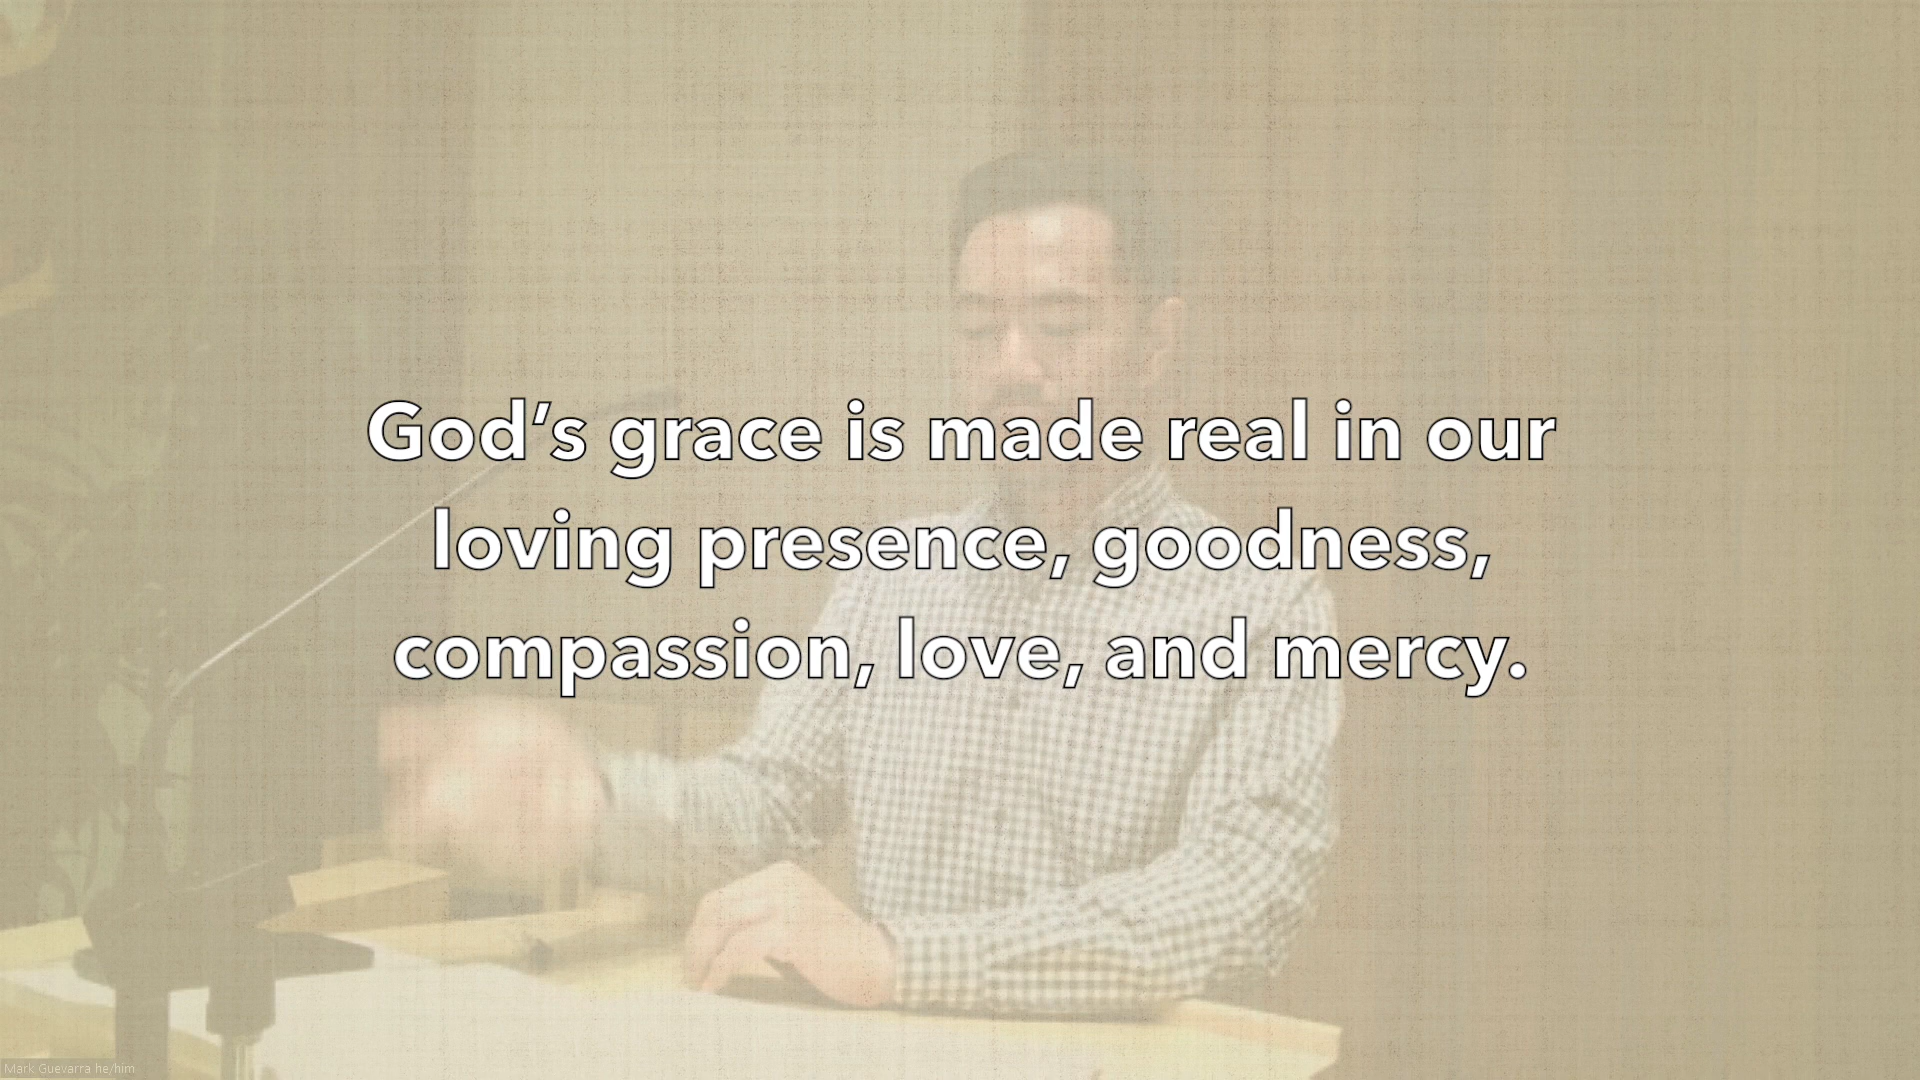 God’s grace is made real in our
loving presence, goodness,
compassion, love, and mercy.
Mark Guevarra he/him